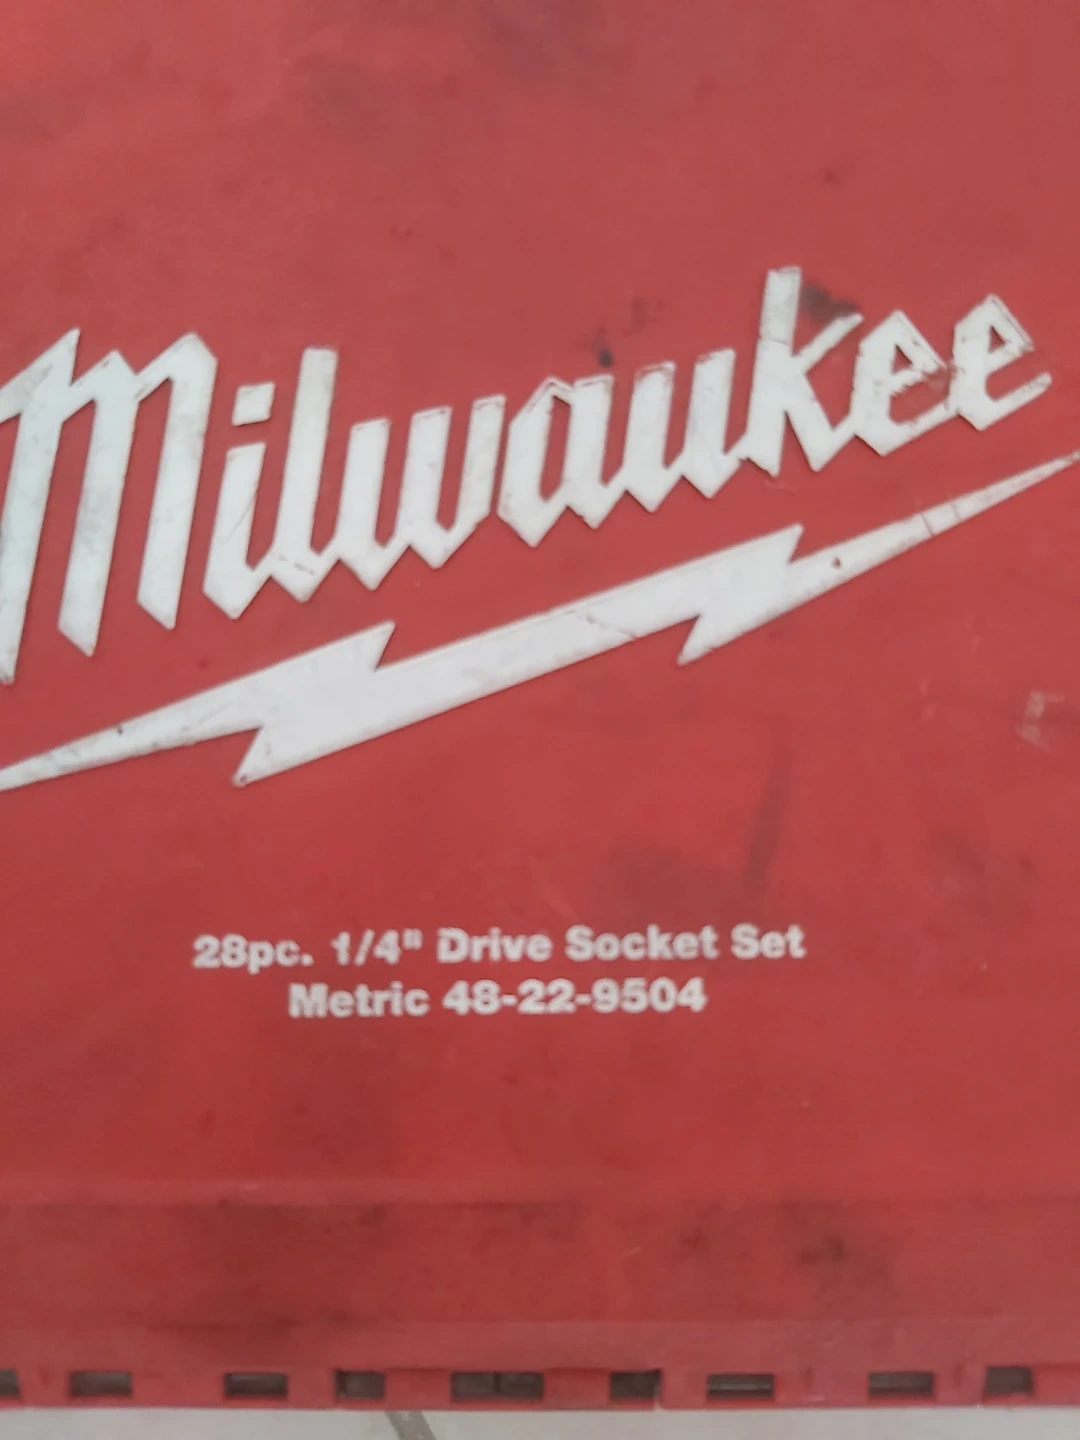 Milwaukee
28pc. 1/4" Drive Socket Set
Metric 48-22-9504